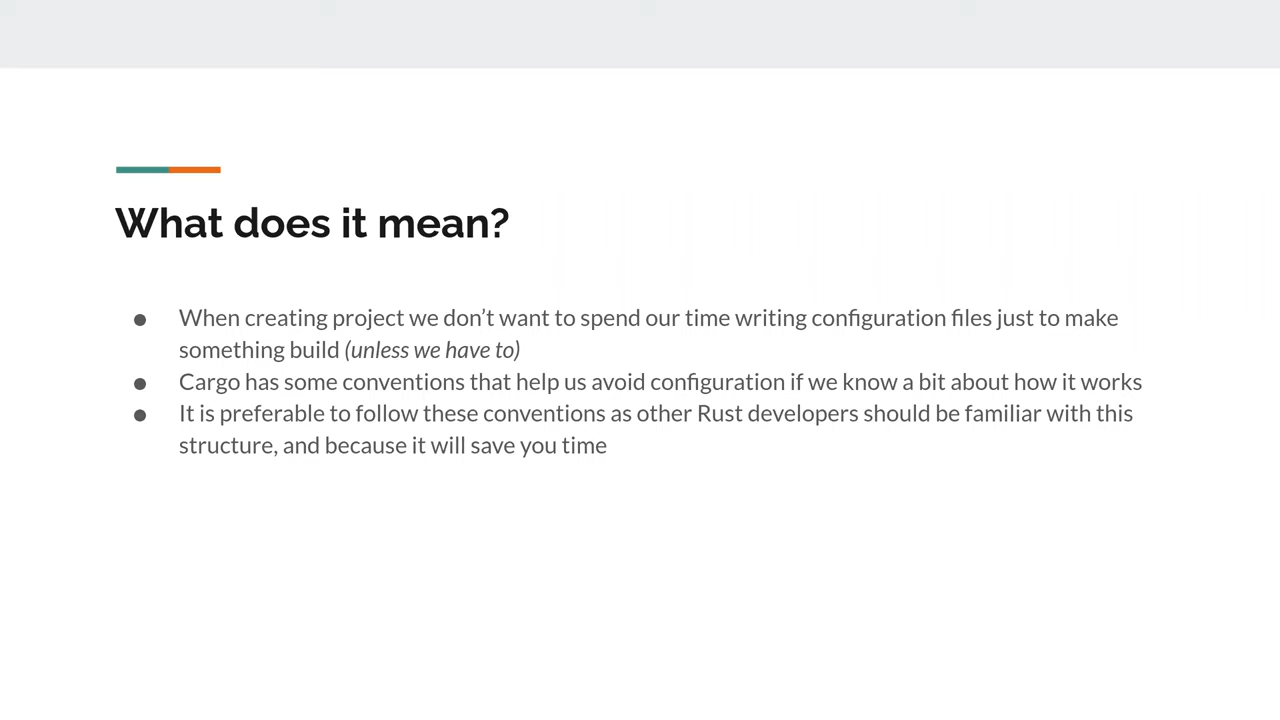 What does it mean?
● When creating project we don’t want to spend our time writing configuration files just to make
something build (unless we have to)
● Cargo has some conventions that help us avoid configuration if we know a bit about how it works
● It is preferable to follow these conventions as other Rust developers should be familiar with this
structure, and because it will save you time